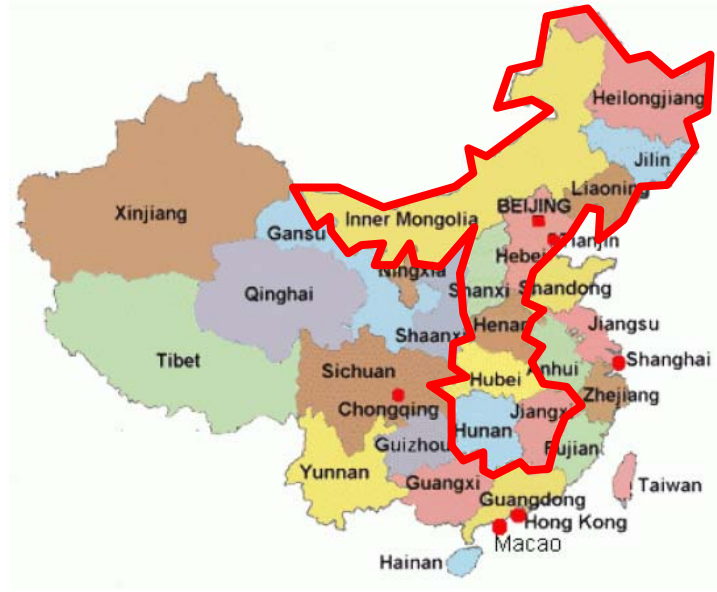 Heilongjiang
Jilin
Liaoning
Xinjiang
Inner Mongolia
BEIJING
Gansu
Tianjin
Hebei
Ningxia
Qinghai
Shanxi
Shandong
Henan
Jiangsu
Shaanxi
Tibet
Shanghai
Sichuan
Anhui
Hubei
Zhejiang
Chongqing
Jiangxi
Hunan
Guizhou
Fujian
Yunnan
Guangxi
Taiwan
Guangdong
Hong Kong
Macao
Hainan